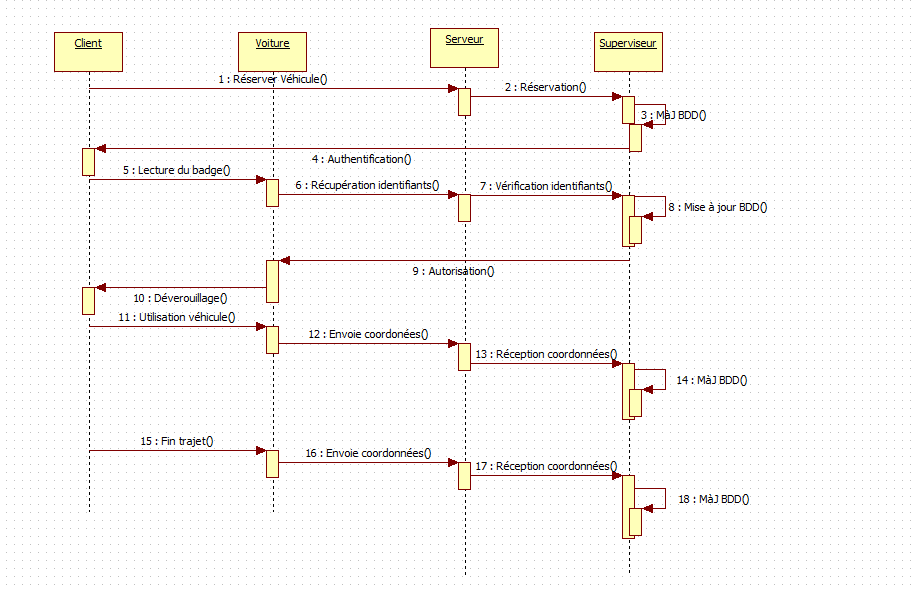 Client
Voiture
Serveur
Superviseur
1 : Réserver Véhicule()
2 : Réservation()
3 : MàJ BDD()
4 : Authentification()
5 : Lecture du badge()
6 : Récupération identifiants()
7 : Vérification identifiants()
8 : Mise à jour BDD()
9 : Autorisation()
10 : Déverouillage()
11 : Utilisation véhicule()
12 : Envoie coordonées()
13 : Réception coordonnées()
14 : MàJ BDD()
15 : Fin trajet()
16 : Envoie coordonnées()
17 : Réception coordonnées()
18 : MàJ BDD()